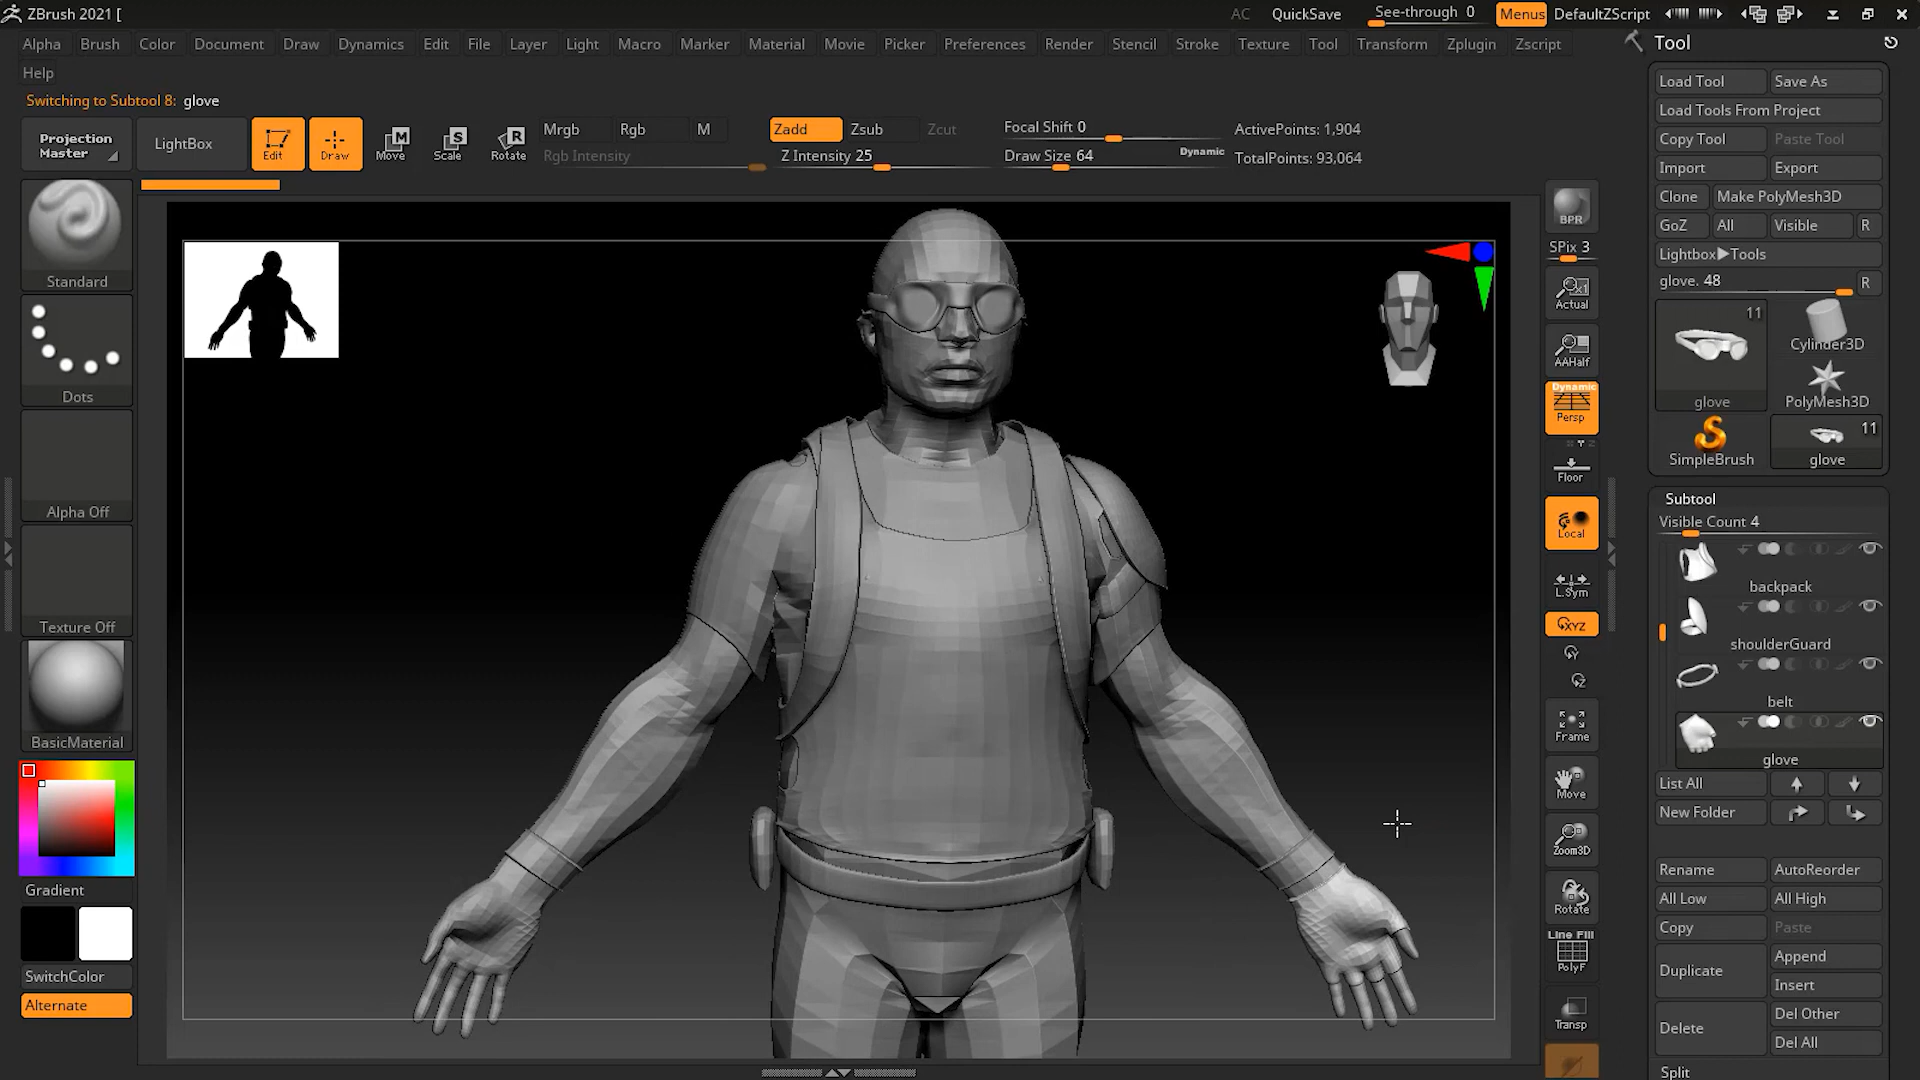 ZBrush 2021 [
AC QuickSave See-through 0 Menus DefaultZScript
Alpha Brush Color Document Draw Dynamics Edit File Layer Light Macro Marker Material Movie Picker Preferences Render Stencil Stroke Texture Tool Transform Zplugin Zscript
Help
Switching to Subtool 8: glove
Projection
Master
LightBox
Edit
Draw
Move
Scale
Rotate
Mrgb Rgb M
Rgb Intensity
Zadd Zsub Zcut
Z Intensity 25
Focal Shift 0
Draw Size 64
Dynamic
ActivePoints: 1,904
TotalPoints: 93,064
Standard
Dots
Alpha Off
Texture Off
BasicMaterial
Gradient
SwitchColor
Alternate
BPR
SPix 3
Actual
AAHalf
Dynamic
Persp
Floor
Local
L.Sym
XYZ
Y
Z
Frame
Move
Zoom3D
Rotate
Line Fill
PolyF
Transp
Tool
Load Tool Save As
Load Tools From Project
Copy Tool Paste Tool
Import Export
Clone Make PolyMesh3D
GoZ All Visible R
Lightbox▶Tools
glove. 48 R
11
glove
Cylinder3D
PolyMesh3D
SimpleBrush
11
glove
Subtool
Visible Count 4
backpack
shoulderGuard
belt
glove
List All
New Folder
Rename AutoReorder
All Low All High
Copy Paste
Duplicate
Append
Insert
Delete
Del Other
Del All
Split